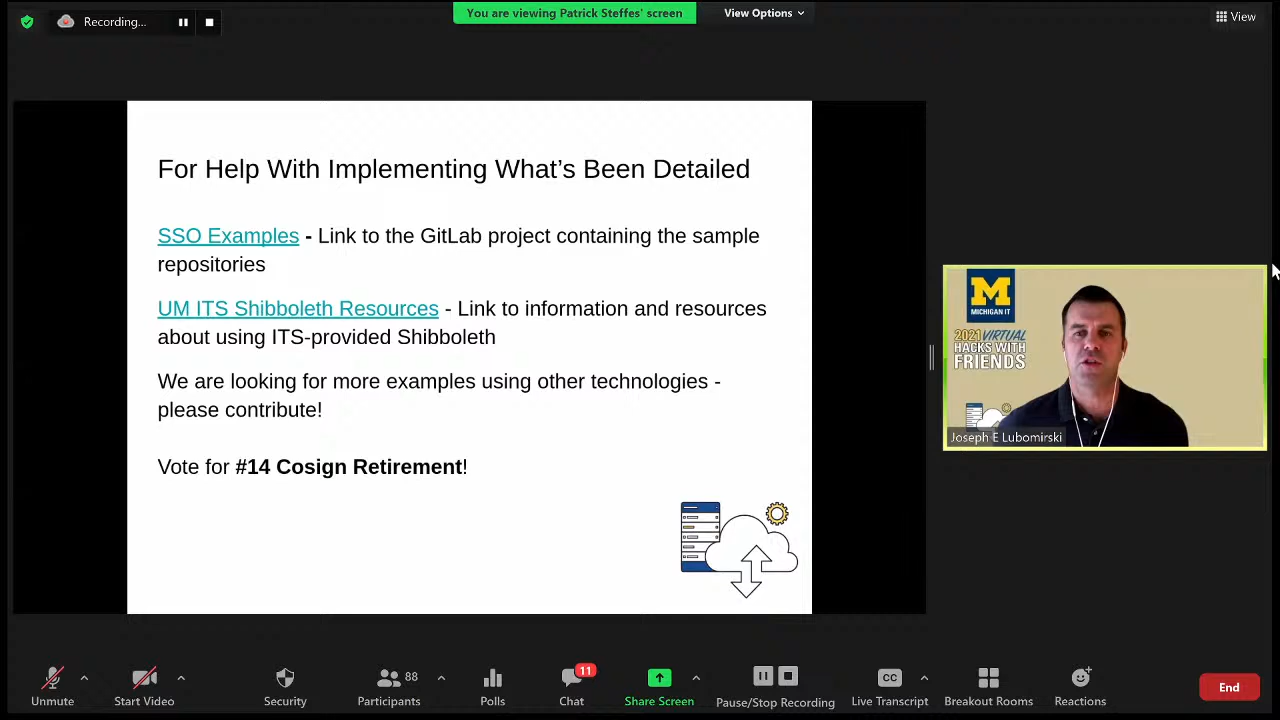 Recording...
You are viewing Patrick Steffes' screen
View Options
View
For Help With Implementing What's Been Detailed
SSO Examples - Link to the GitLab project containing the sample
repositories
UM ITS Shibboleth Resources - Link to information and resources
about using ITS-provided Shibboleth
We are looking for more examples using other technologies -
please contribute!
Vote for #14 Cosign Retirement!
M
MICHIGAN IT
2021 VIRTUAL
HACKS WITH
FRIENDS
Joseph E Lubomirski
Unmute
Start Video
Security
88
Participants
Polls
11
Chat
Share Screen
Pause/Stop Recording
CC
Live Transcript
Breakout Rooms
Reactions
End